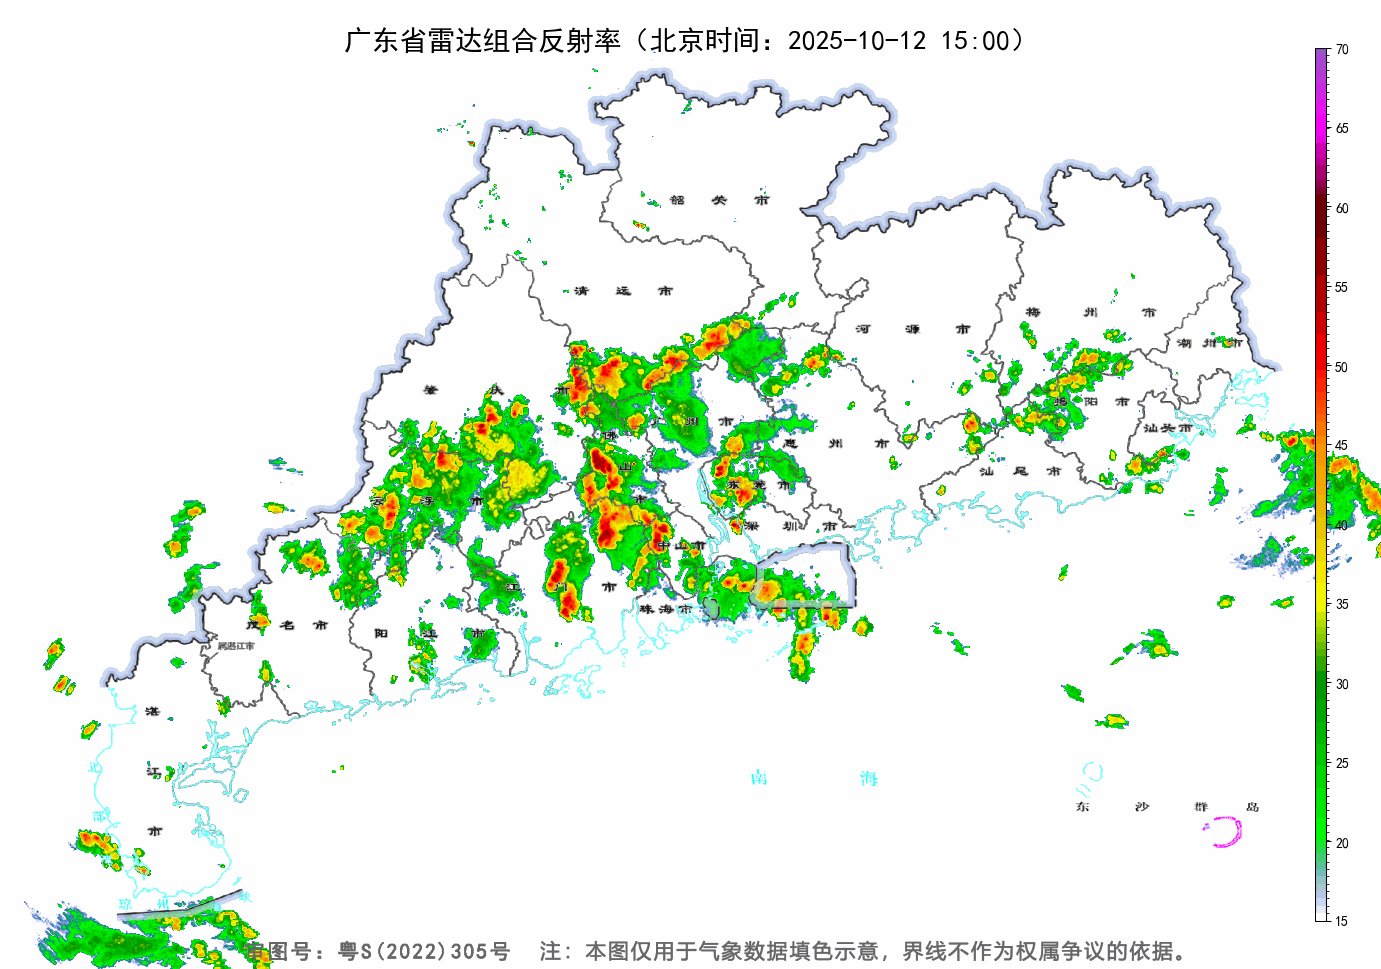 广东省雷达组合反射率（北京时间：2025-10-12 15:00）
70
65
60
55
50
45
40
35
30
25
20
15
韶 关 市
清 远 市
河 源 市
梅 州 市
潮 州 市
肇 庆 市
广 州 市
揭 阳 市
汕头市
惠 州 市
佛 山 市
东 莞 市
汕 尾 市
云 浮 市
深 圳 市
中山市
江 门 市
珠海市
茂 名 市
阳 江 市
属湛江市
湛 江 市
北 部
琼 州 海 峡
南 海
东 沙 群 岛
审图号：粤S(2022)305号 注：本图仅用于气象数据填色示意，界线不作为权属争议的依据。